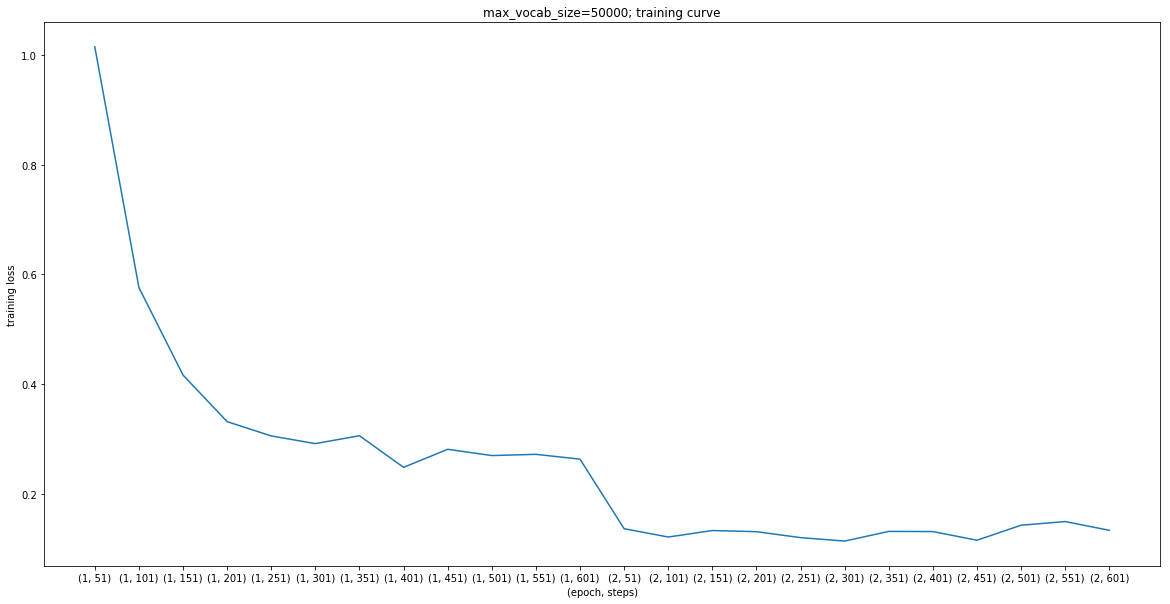 max_vocab_size=50000; training curve
training loss
1.0
0.8
0.6
0.4
0.2
(1, 51) (1, 101) (1, 151) (1, 201) (1, 251) (1, 301) (1, 351) (1, 401) (1, 451) (1, 501) (1, 551) (1, 601) (2, 51) (2, 101) (2, 151) (2, 201) (2, 251) (2, 301) (2, 351) (2, 401) (2, 451) (2, 501) (2, 551) (2, 601)
(epoch, steps)